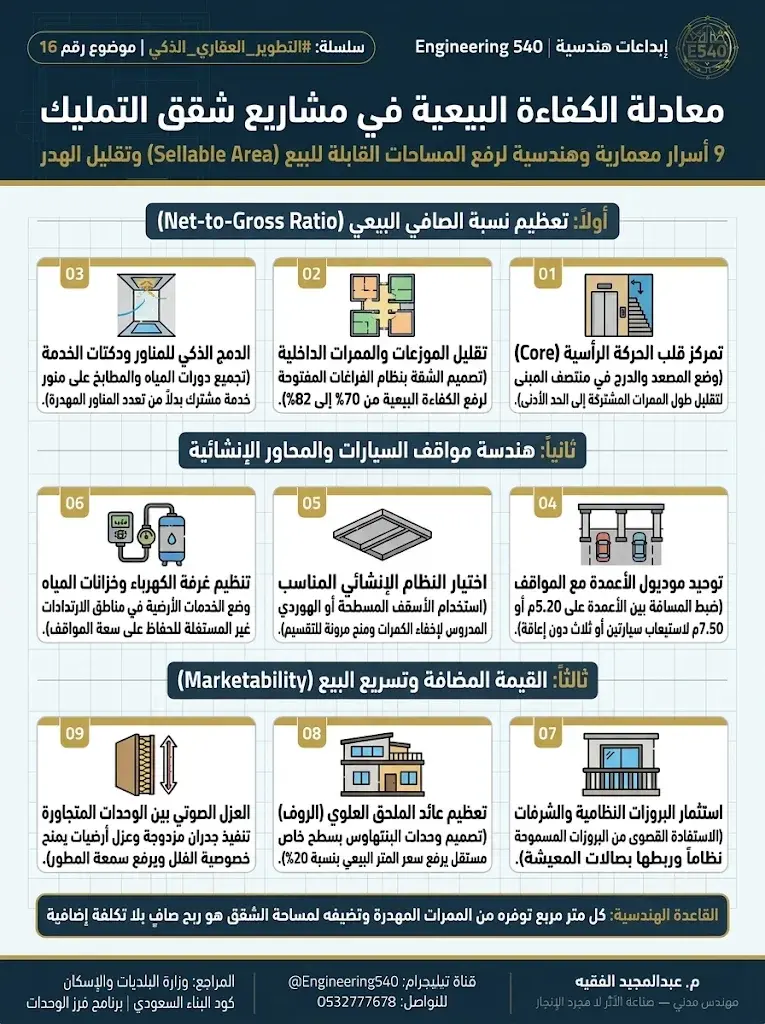 إبداعات هندسية | Engineering 540
E540
سلسلة: #التطوير_العقاري_الذكي | موضوع رقم 16
معادلة الكفاءة البيعية في مشاريع شقق التمليك
9 أسرار معمارية وهندسية لرفع المساحات القابلة للبيع (Sellable Area) وتقليل الهدر
أولاً: تعظيم نسبة الصافي البيعي (Net-to-Gross Ratio)
01
تمركز قلب الحركة الرأسية (Core)
(وضع المصعد والدرج في منتصف المبنى
لتقليل طول الممرات المشتركة إلى الحد الأدنى).
02
تقليل الموزعات والممرات الداخلية
(تصميم الشقة بنظام الفراغات المفتوحة
لرفع الكفاءة البيعية من 70% إلى 82%).
03
الدمج الذكي للمناور ودكتات الخدمة
(تجميع دورات المياه والمطابخ على منور
خدمة مشترك بدلاً من تعدد المناور المهدرة).
ثانياً: هندسة مواقف السيارات والمحاور الإنشائية
04
توحيد موديول الأعمدة مع المواقف
(ضبط المسافة بين الأعمدة على 5.20م أو
7.50م لاستيعاب سيارتين أو ثلاث دون إعاقة).
05
اختيار النظام الإنشائي المناسب
(استخدام الأسقف المسطحة أو الهوردي
المدروس لإخفاء الكمرات ومنح مرونة للتقسيم).
06
تنظيم غرفة الكهرباء وخزانات المياه
وضع الخدمات الأرضية في مناطق الارتدادات
غير المستغلة للحفاظ على سعة المواقف).
ثالثاً: القيمة المضافة وتسريع البيع (Marketability)
07
استثمار البروزات النظامية والشرفات
(الاستفادة القصوى من البروزات المسموحة
نظاماً وربطها بصالات المعيشة).
08
تعظيم عائد الملحق العلوي (الروف)
(تصميم وحدات البنتهاوس بسطح خاص
مستقل يرفع سعر المتر البيعي بنسبة 20%).
09
العزل الصوتي بين الوحدات المتجاورة
تنفيذ جدران مزدوجة وعزل أرضيات يمنح
خصوصية الفلل ويرفع سمعة المطور).
القاعدة الهندسية: كل متر مربع توفره من الممرات المهدرة وتضيفه لمساحة الشقق هو ربح صافٍ بلا تكلفة إضافية
م. عبدالمجيد الفقيه
مهندس مدني — صناعة الأثر لا مجرد الإنجاز
قناة تيليجرام: Engineering540@
للتواصل: 0532777678
المراجع: وزارة البلديات والإسكان
كود البناء السعودي | برنامج فرز الوحدات